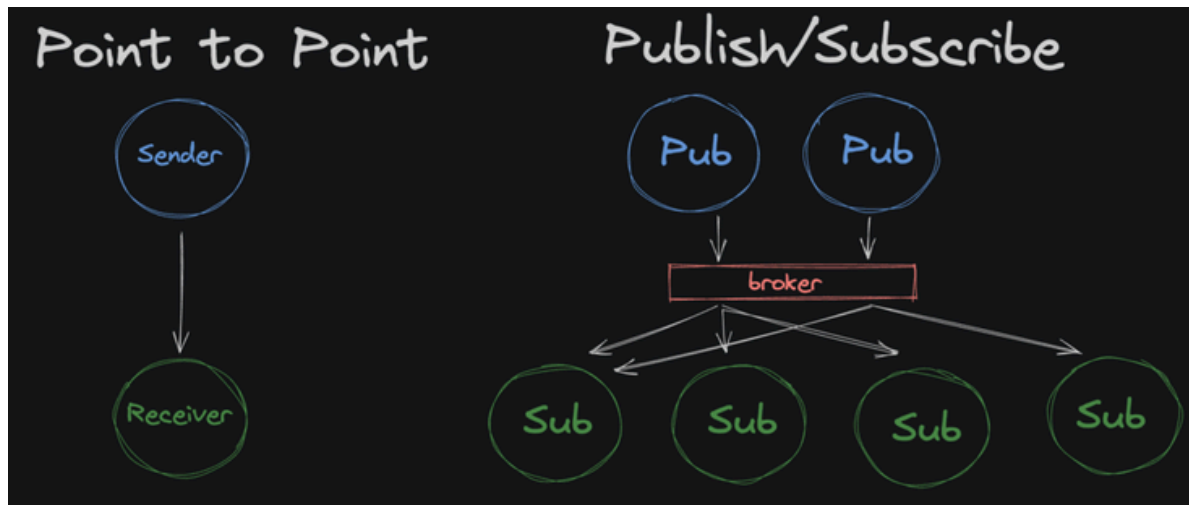 Point to Point
Sender
Receiver
Publish/Subscribe
Pub Pub
broker
Sub Sub Sub Sub